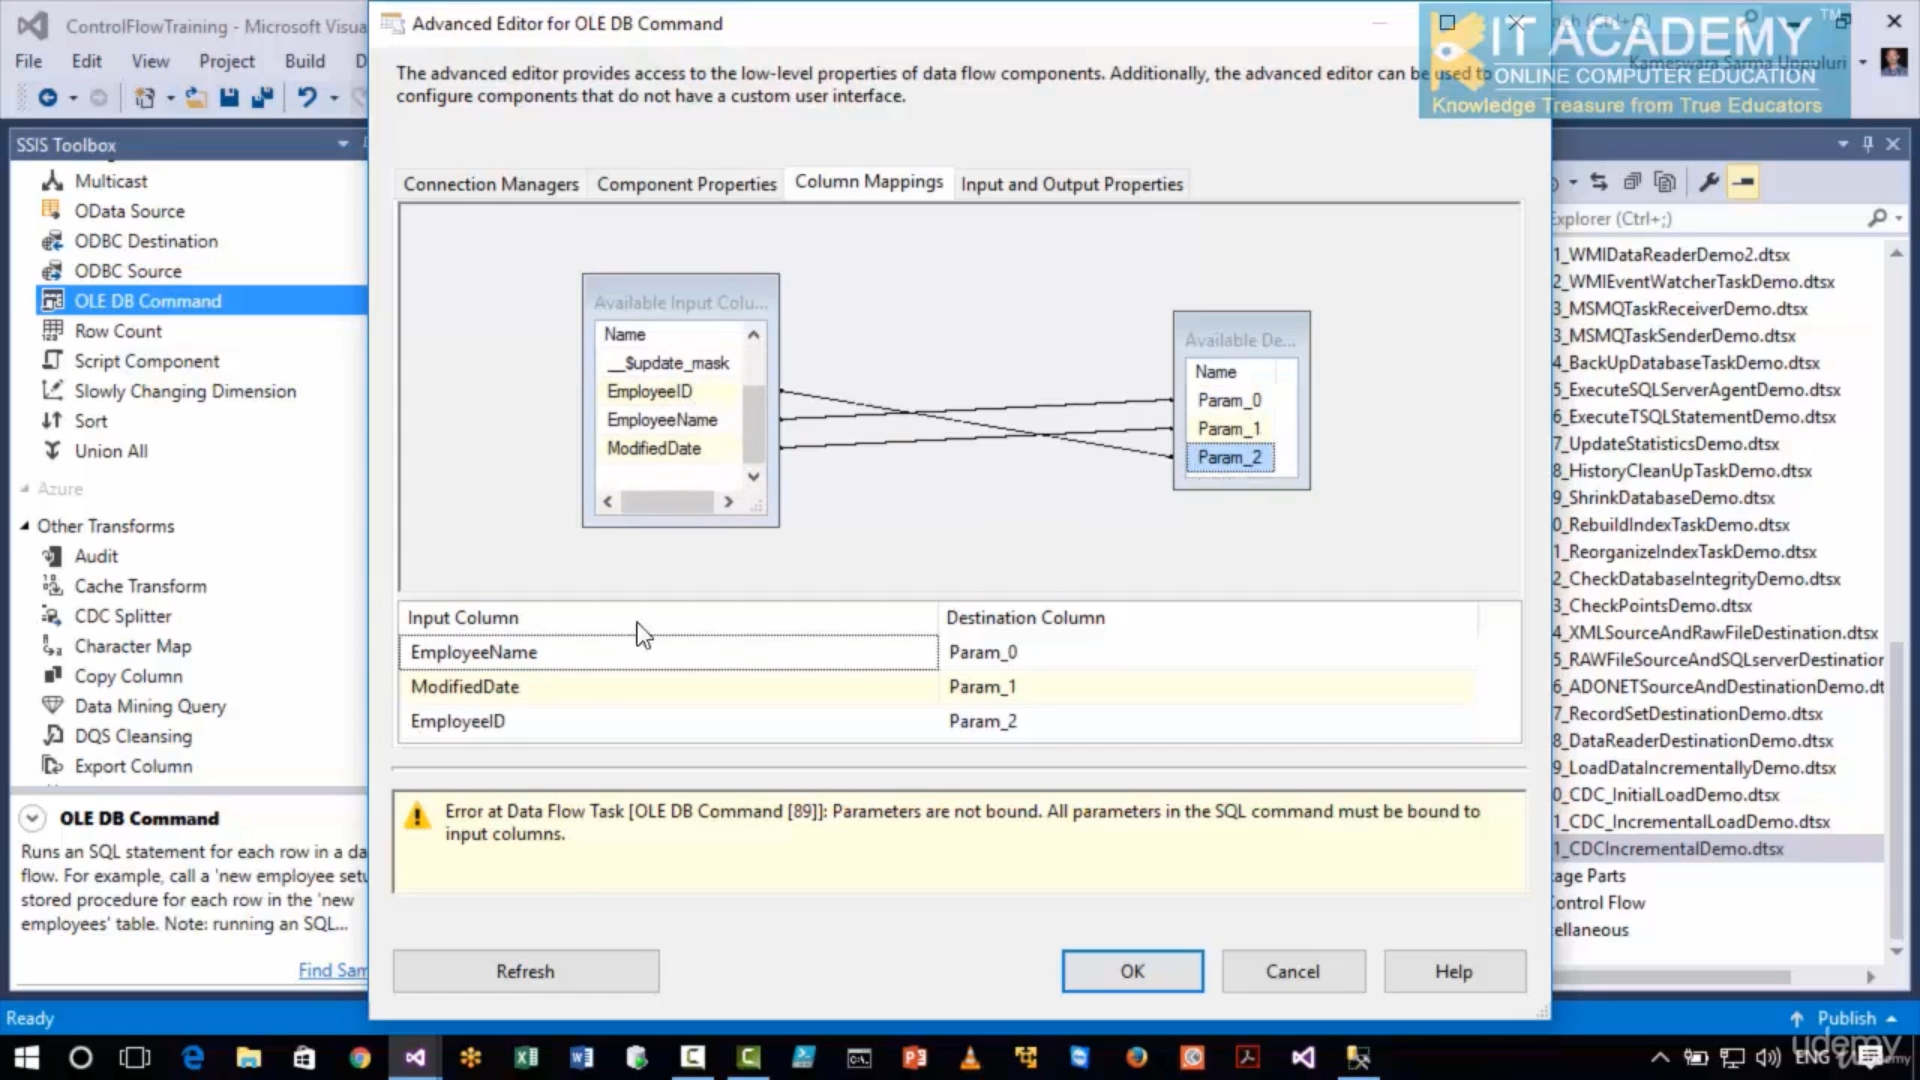 ControlFlowTraining - Microsoft Visua
File Edit View Project Build D
Advanced Editor for OLE DB Command
The advanced editor provides access to the low-level properties of data flow components. Additionally, the advanced editor can be used to
configure components that do not have a custom user interface.
KIT ACADEMY TM
ONLINE COMPUTER EDUCATION
Knowledge Treasure from True Educators
Kameswara Sarma Uppuluri
SSIS Toolbox
Multicast
OData Source
ODBC Destination
ODBC Source
OLE DB Command
Row Count
Script Component
Slowly Changing Dimension
Sort
Union All
Azure
Other Transforms
Audit
Cache Transform
CDC Splitter
Character Map
Copy Column
Data Mining Query
DQS Cleansing
Export Column
OLE DB Command
Runs an SQL statement for each row in a da
flow. For example, call a 'new employee setu
stored procedure for each row in the 'new
employees' table. Note: running an SQL...
Find Sam
Connection Managers Component Properties Column Mappings Input and Output Properties
Available Input Colu...
Name
__$update_mask
EmployeeID
EmployeeName
ModifiedDate
Available De...
Name
Param_0
Param_1
Param_2
Input Column Destination Column
EmployeeName Param_0
ModifiedDate Param_1
EmployeeID Param_2
Error at Data Flow Task [OLE DB Command [89]]: Parameters are not bound. All parameters in the SQL command must be bound to
input columns.
Refresh OK Cancel Help
Explorer (Ctrl+;)
1_WMIDataReaderDemo2.dtsx
2_WMIEventWatcherTaskDemo.dtsx
3_MSMQTaskReceiverDemo.dtsx
3_MSMQTaskSenderDemo.dtsx
4_BackUpDatabaseTaskDemo.dtsx
5_ExecuteSQLServerAgentDemo.dtsx
6_ExecuteTSQLStatementDemo.dtsx
7_UpdateStatisticsDemo.dtsx
8_HistoryCleanUpTaskDemo.dtsx
9_ShrinkDatabaseDemo.dtsx
0_RebuildIndexTaskDemo.dtsx
1_ReorganizeIndexTaskDemo.dtsx
2_CheckDatabaseIntegrityDemo.dtsx
3_CheckPointsDemo.dtsx
4_XMLSourceAndRawFileDestination.dtsx
5_RAWFileSourceAndSQLserverDestination
6_ADONETSourceAndDestinationDemo.dt
7_RecordSetDestinationDemo.dtsx
8_DataReaderDestinationDemo.dtsx
9_LoadDataIncrementallyDemo.dtsx
0_CDC_InitialLoadDemo.dtsx
1_CDC_IncrementalLoadDemo.dtsx
1_CDCIncrementalDemo.dtsx
age Parts
ontrol Flow
ellaneous
Ready
Publish
udemy
ENG